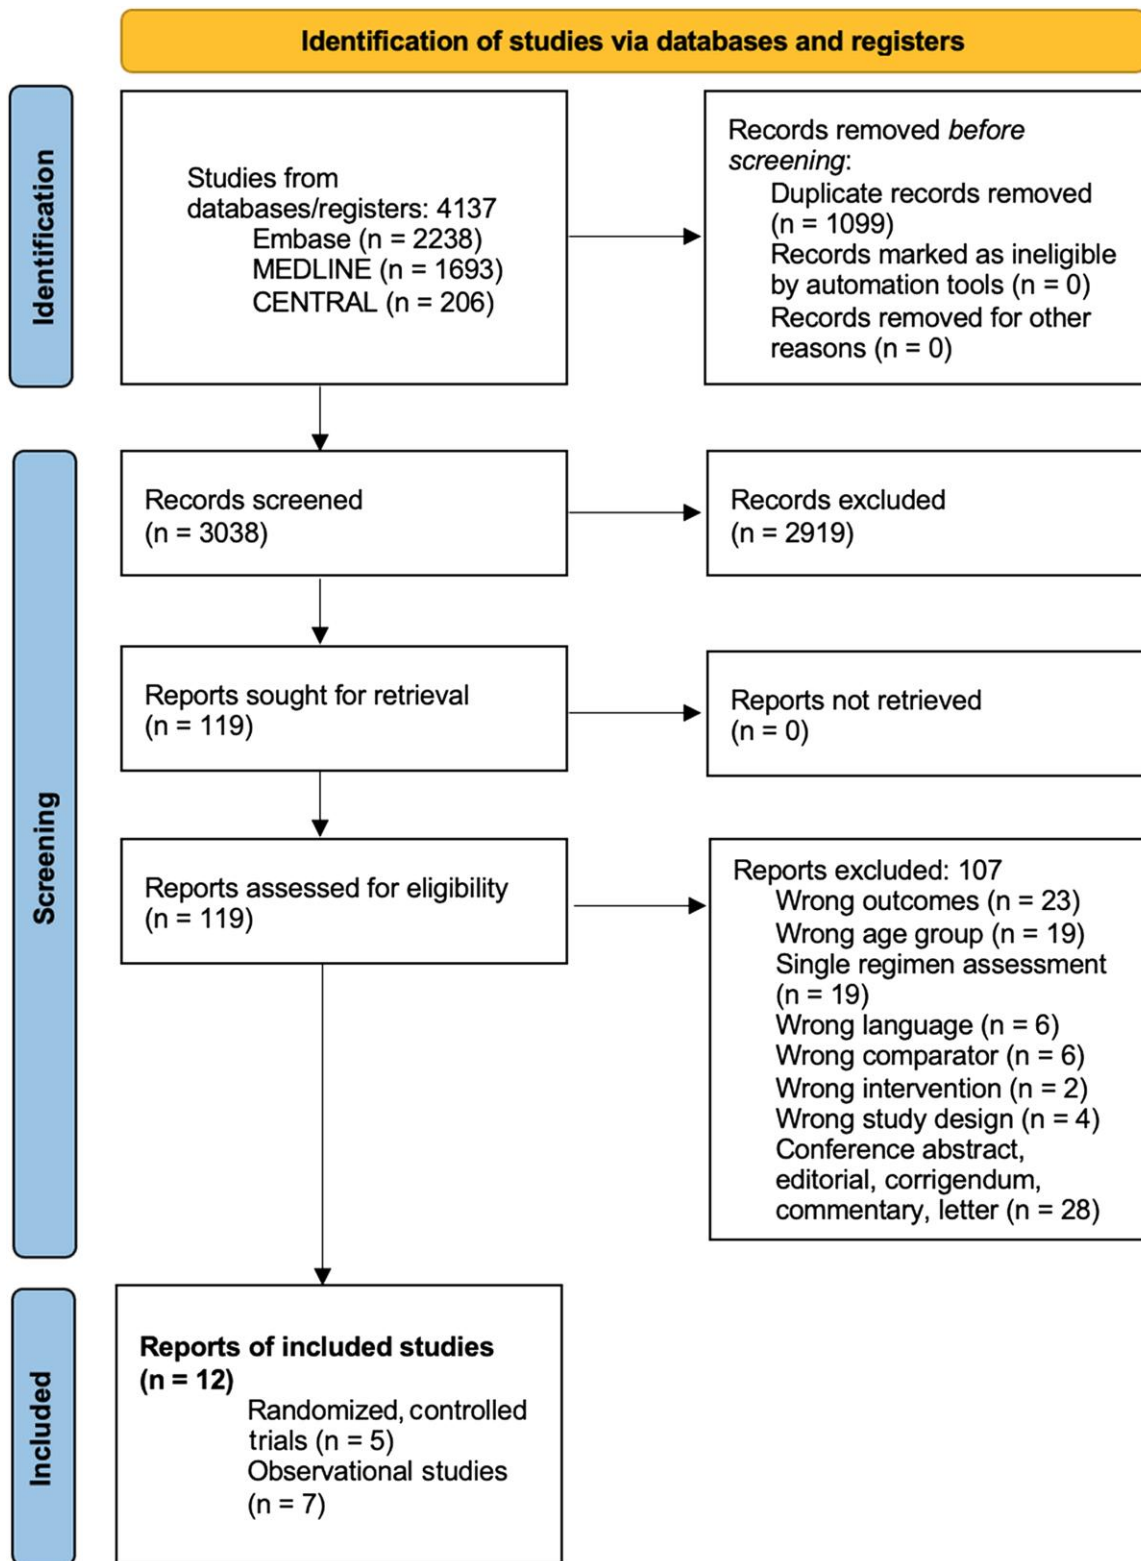 Identification of studies via databases and registers
Identification
Studies from
databases/registers: 4137
Embase (n = 2238)
MEDLINE (n = 1693)
CENTRAL (n = 206)
Records removed before
screening:
Duplicate records removed
(n = 1099)
Records marked as ineligible
by automation tools (n = 0)
Records removed for other
reasons (n = 0)
Screening
Records screened
(n = 3038)
Records excluded
(n = 2919)
Reports sought for retrieval
(n = 119)
Reports not retrieved
(n = 0)
Reports assessed for eligibility
(n = 119)
Reports excluded: 107
Wrong outcomes (n = 23)
Wrong age group (n = 19)
Single regimen assessment
(n = 19)
Wrong language (n = 6)
Wrong comparator (n = 6)
Wrong intervention (n = 2)
Wrong study design (n = 4)
Conference abstract,
editorial, corrigendum,
commentary, letter (n = 28)
Included
Reports of included studies
(n = 12)
Randomized, controlled
trials (n = 5)
Observational studies
(n = 7)